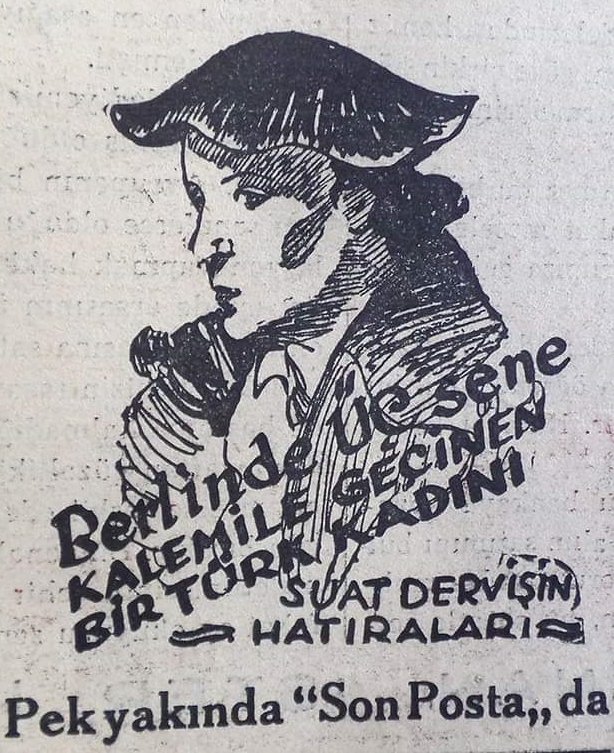 Berlinde Üç sene
KALEMİLE GEÇİNEN
BİR TÜRK KADINI
SUAT DERVİŞİN
HATIRALARI
Pek yakında “Son Posta,, da